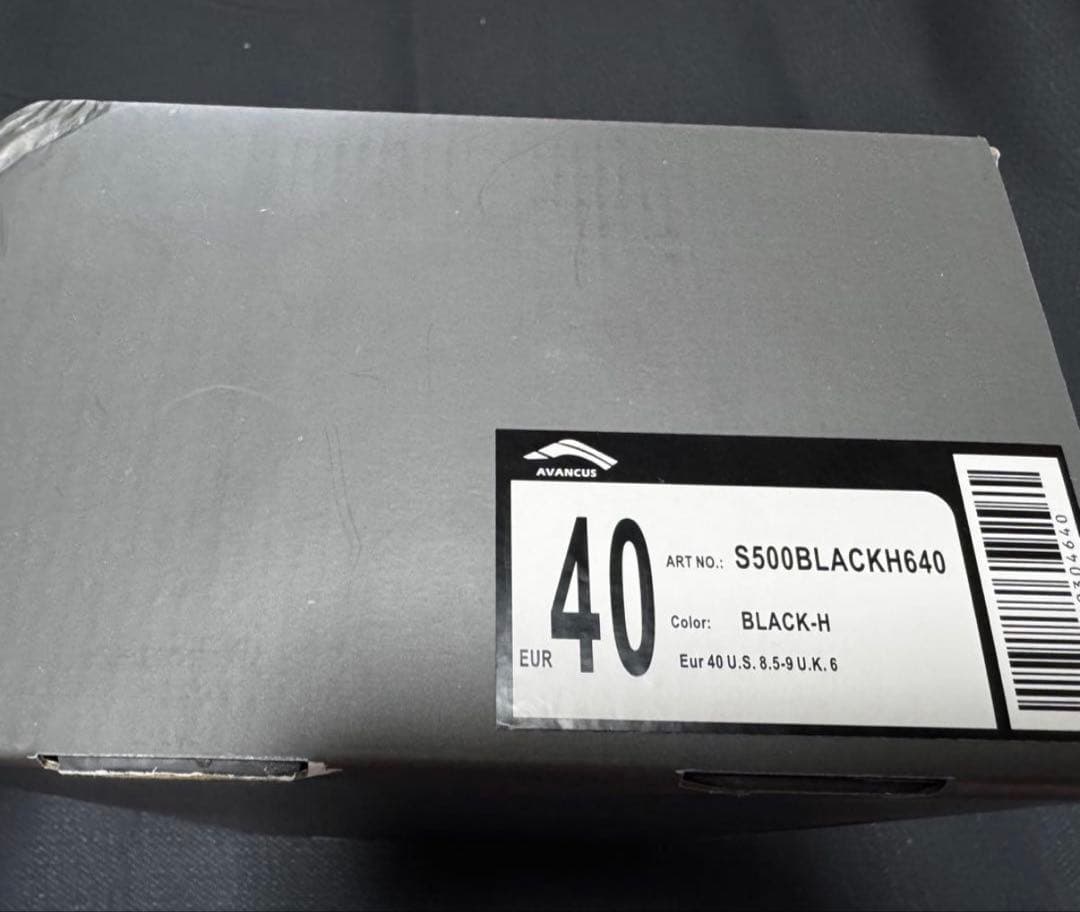 AVANCUS
EUR 40
ART NO.: S500BLACKH640
Color: BLACK-H
Eur 40 U.S. 8.5-9 U.K. 6